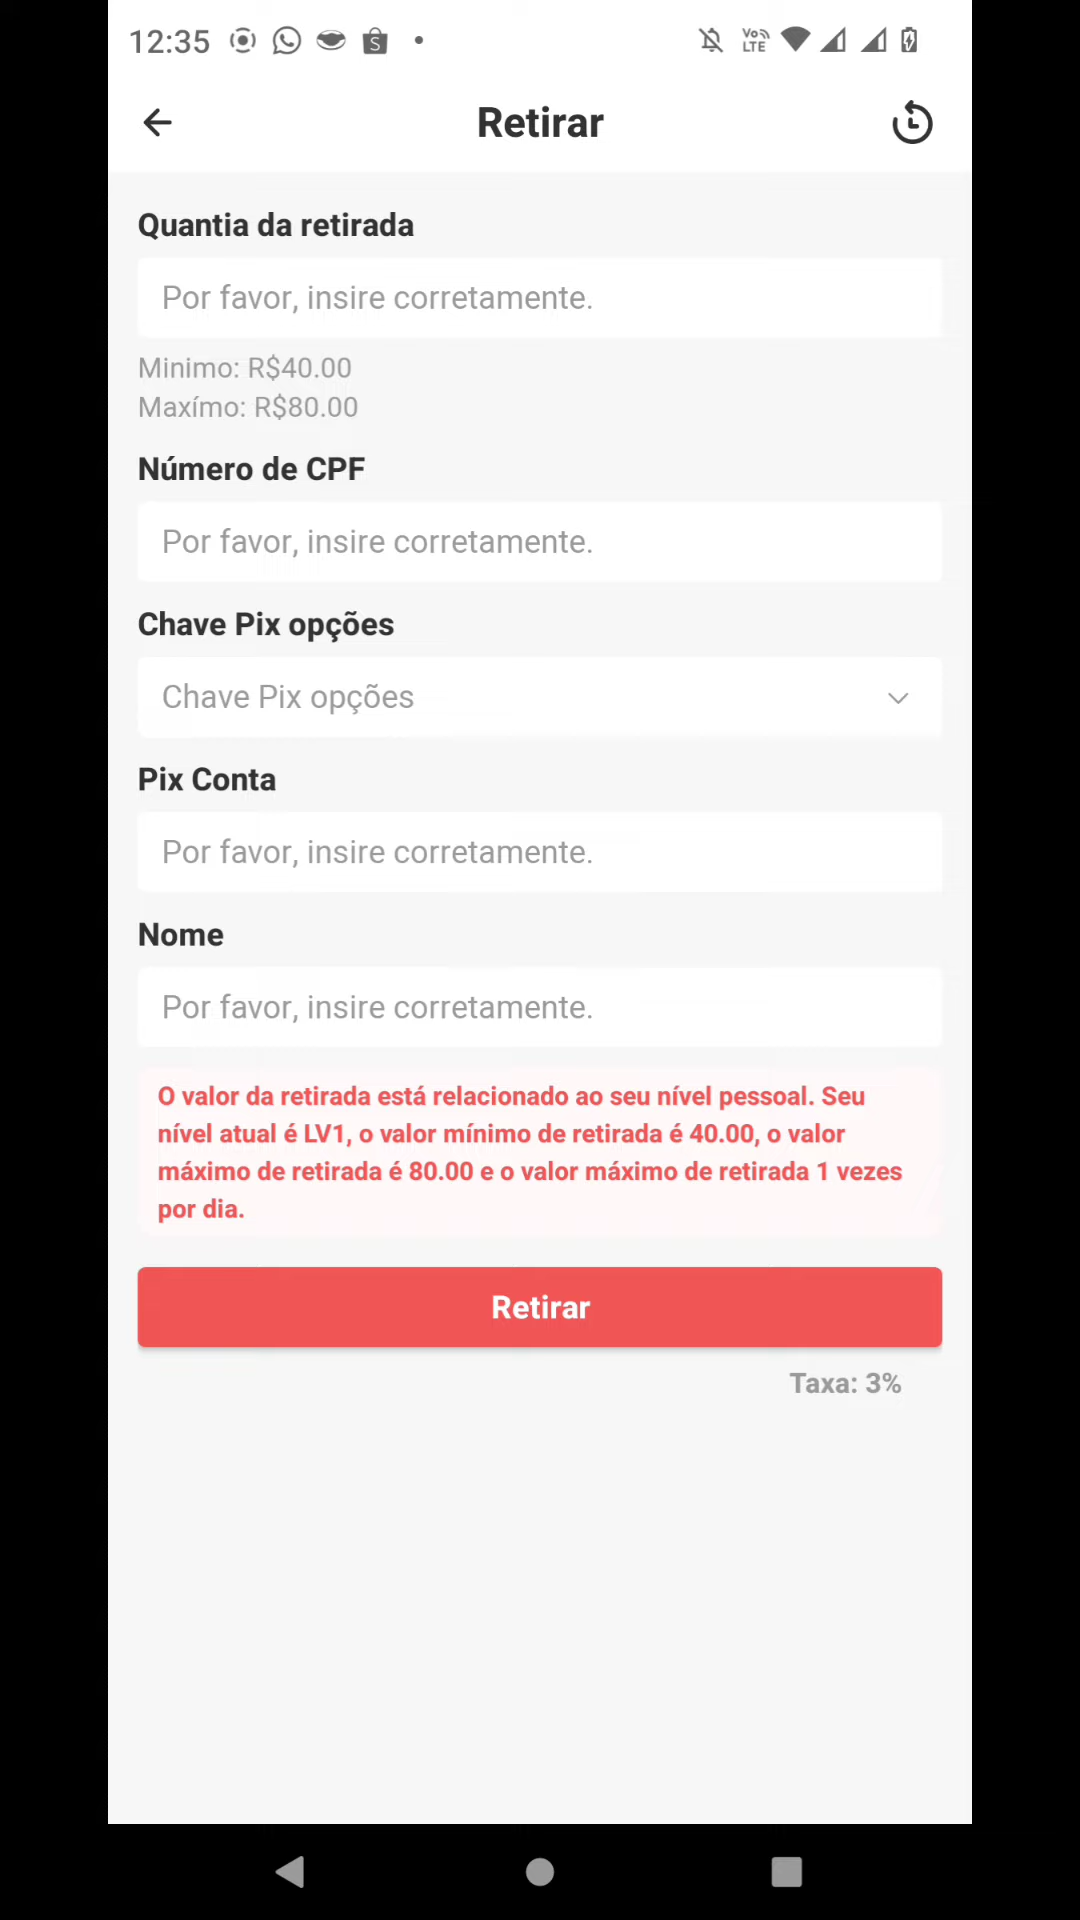 12:35
Vo LTE
Retirar
Quantia da retirada
Por favor, insire corretamente.
Minimo: R$40.00
Maxímo: R$80.00
Número de CPF
Por favor, insire corretamente.
Chave Pix opções
Chave Pix opções
Pix Conta
Por favor, insire corretamente.
Nome
Por favor, insire corretamente.
O valor da retirada está relacionado ao seu nível pessoal. Seu
nível atual é LV1, o valor mínimo de retirada é 40.00, o valor
máximo de retirada é 80.00 e o valor máximo de retirada 1 vezes
por dia.
Retirar
Taxa: 3%